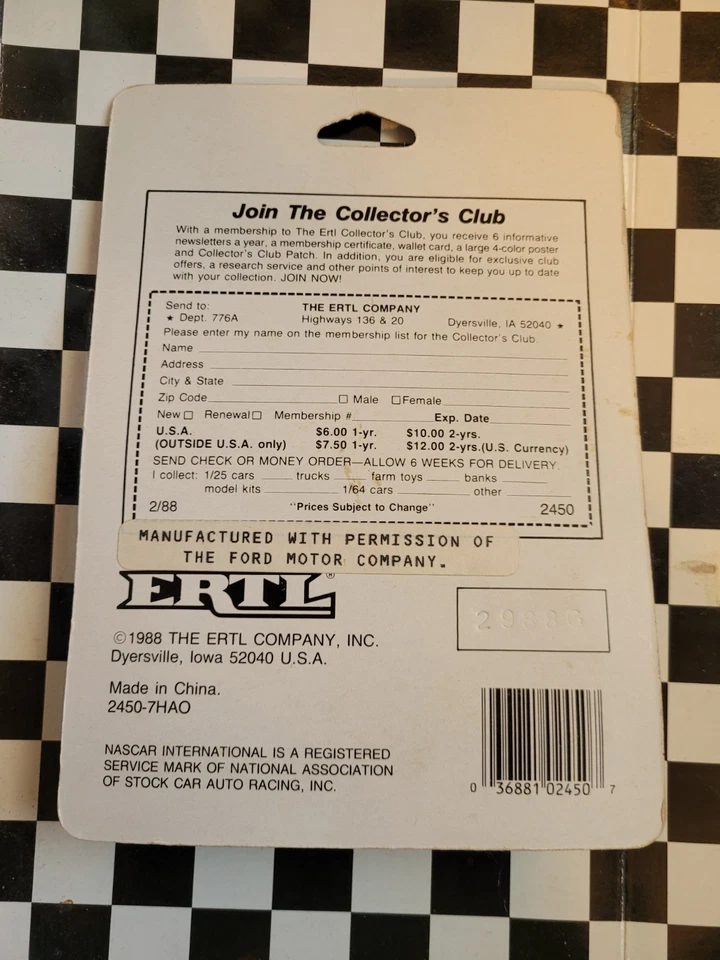 Join The Collector's Club
With a membership to The Ertl Collector's Club, you receive 6 informative
newsletters a year, a membership certificate, wallet card, a large 4-color poster
and Collector's Club Patch. In addition, you are eligible for exclusive club
offers, a research service and other points of interest to keep you up to date
with your collection. JOIN NOW!
Send to: THE ERTL COMPANY
★ Dept. 776A Highways 136 & 20 Dyersville, IA 52040 ★
Please enter my name on the membership list for the Collector's Club.
Name
Address
City & State
Zip Code ☐ Male ☐ Female
New ☐ Renewal ☐ Membership # Exp. Date
U.S.A. $6.00 1-yr. $10.00 2-yrs.
(OUTSIDE U.S.A. only) $7.50 1-yr. $12.00 2-yrs. (U.S. Currency)
SEND CHECK OR MONEY ORDER—ALLOW 6 WEEKS FOR DELIVERY.
I collect: 1/25 cars trucks farm toys banks
model kits 1/64 cars other
2/88 "Prices Subject to Change" 2450
MANUFACTURED WITH PERMISSION OF
THE FORD MOTOR COMPANY.
ERTL®
©1988 THE ERTL COMPANY, INC.
Dyersville, Iowa 52040 U.S.A.
Made in China.
2450-7HAO
NASCAR INTERNATIONAL IS A REGISTERED
SERVICE MARK OF NATIONAL ASSOCIATION
OF STOCK CAR AUTO RACING, INC.
0 36881 02450 7